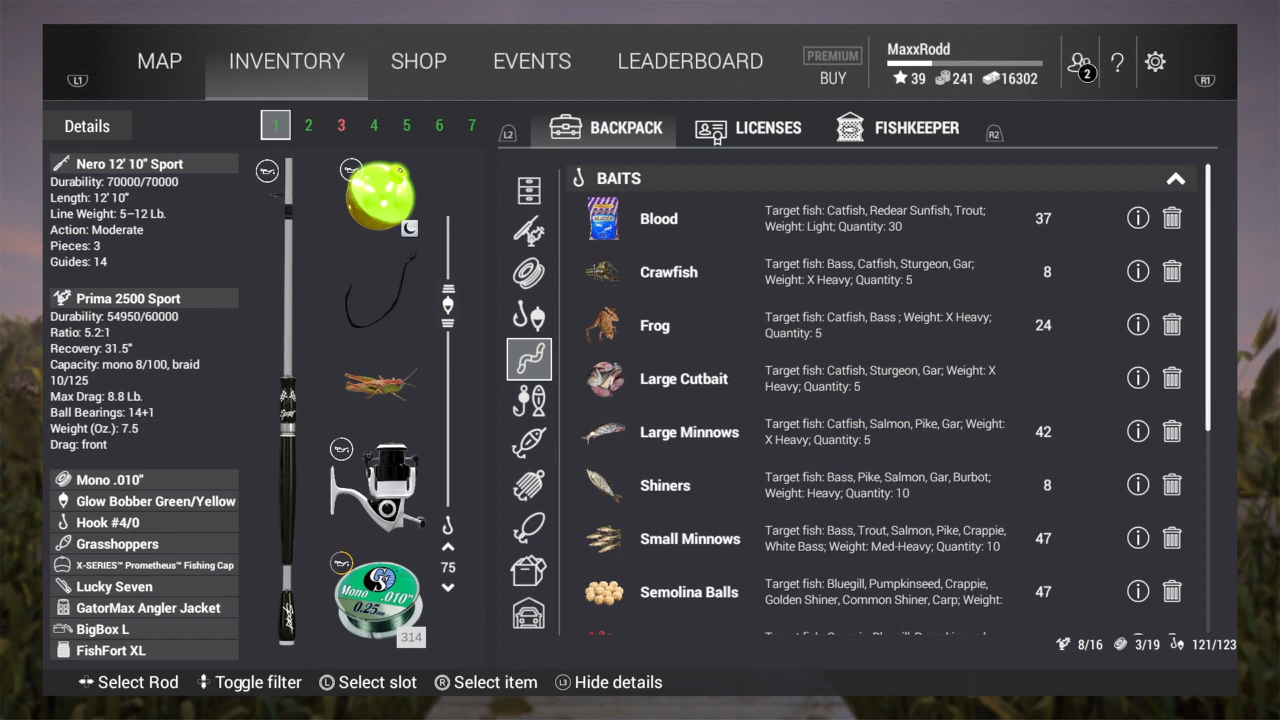 MAP
INVENTORY
SHOP
EVENTS
LEADERBOARD
PREMIUM
BUY
MaxxRodd
39 241 16302
2
?
L1
R1
Details
1 2 3 4 5 6 7
L2
BACKPACK
LICENSES
FISHKEEPER
R2
Nero 12' 10" Sport
Durability: 70000/70000
Length: 12' 10"
Line Weight: 5–12 Lb.
Action: Moderate
Pieces: 3
Guides: 14
Prima 2500 Sport
Durability: 54950/60000
Ratio: 5.2:1
Recovery: 31.5"
Capacity: mono 8/100, braid
10/125
Max Drag: 8.8 Lb.
Ball Bearings: 14+1
Weight (Oz.): 7.5
Drag: front
Mono .010"
Glow Bobber Green/Yellow
Hook #4/0
Grasshoppers
X-SERIES™ Prometheus™ Fishing Cap
Lucky Seven
GatorMax Angler Jacket
BigBox L
FishFort XL
Sport
Mono .010"
0.25
314
75
BAITS
Blood
Target fish: Catfish, Redear Sunfish, Trout;
Weight: Light; Quantity: 30
37
Crawfish
Target fish: Bass, Catfish, Sturgeon, Gar;
Weight: X Heavy; Quantity: 5
8
Frog
Target fish: Catfish, Bass ; Weight: X Heavy;
Quantity: 5
24
Large Cutbait
Target fish: Catfish, Sturgeon, Gar; Weight: X
Heavy; Quantity: 5
Large Minnows
Target fish: Catfish, Salmon, Pike, Gar; Weight:
X Heavy; Quantity: 5
42
Shiners
Target fish: Bass, Pike, Salmon, Gar, Burbot;
Weight: Heavy; Quantity: 10
8
Small Minnows
Target fish: Bass, Trout, Salmon, Pike, Crappie,
White Bass; Weight: Med-Heavy; Quantity: 10
47
Semolina Balls
Target fish: Bluegill, Pumpkinseed, Crappie,
Golden Shiner, Common Shiner, Carp; Weight:
47
8/16 3/19 121/123
Select Rod
Toggle filter
L Select slot
R Select item
L3 Hide details